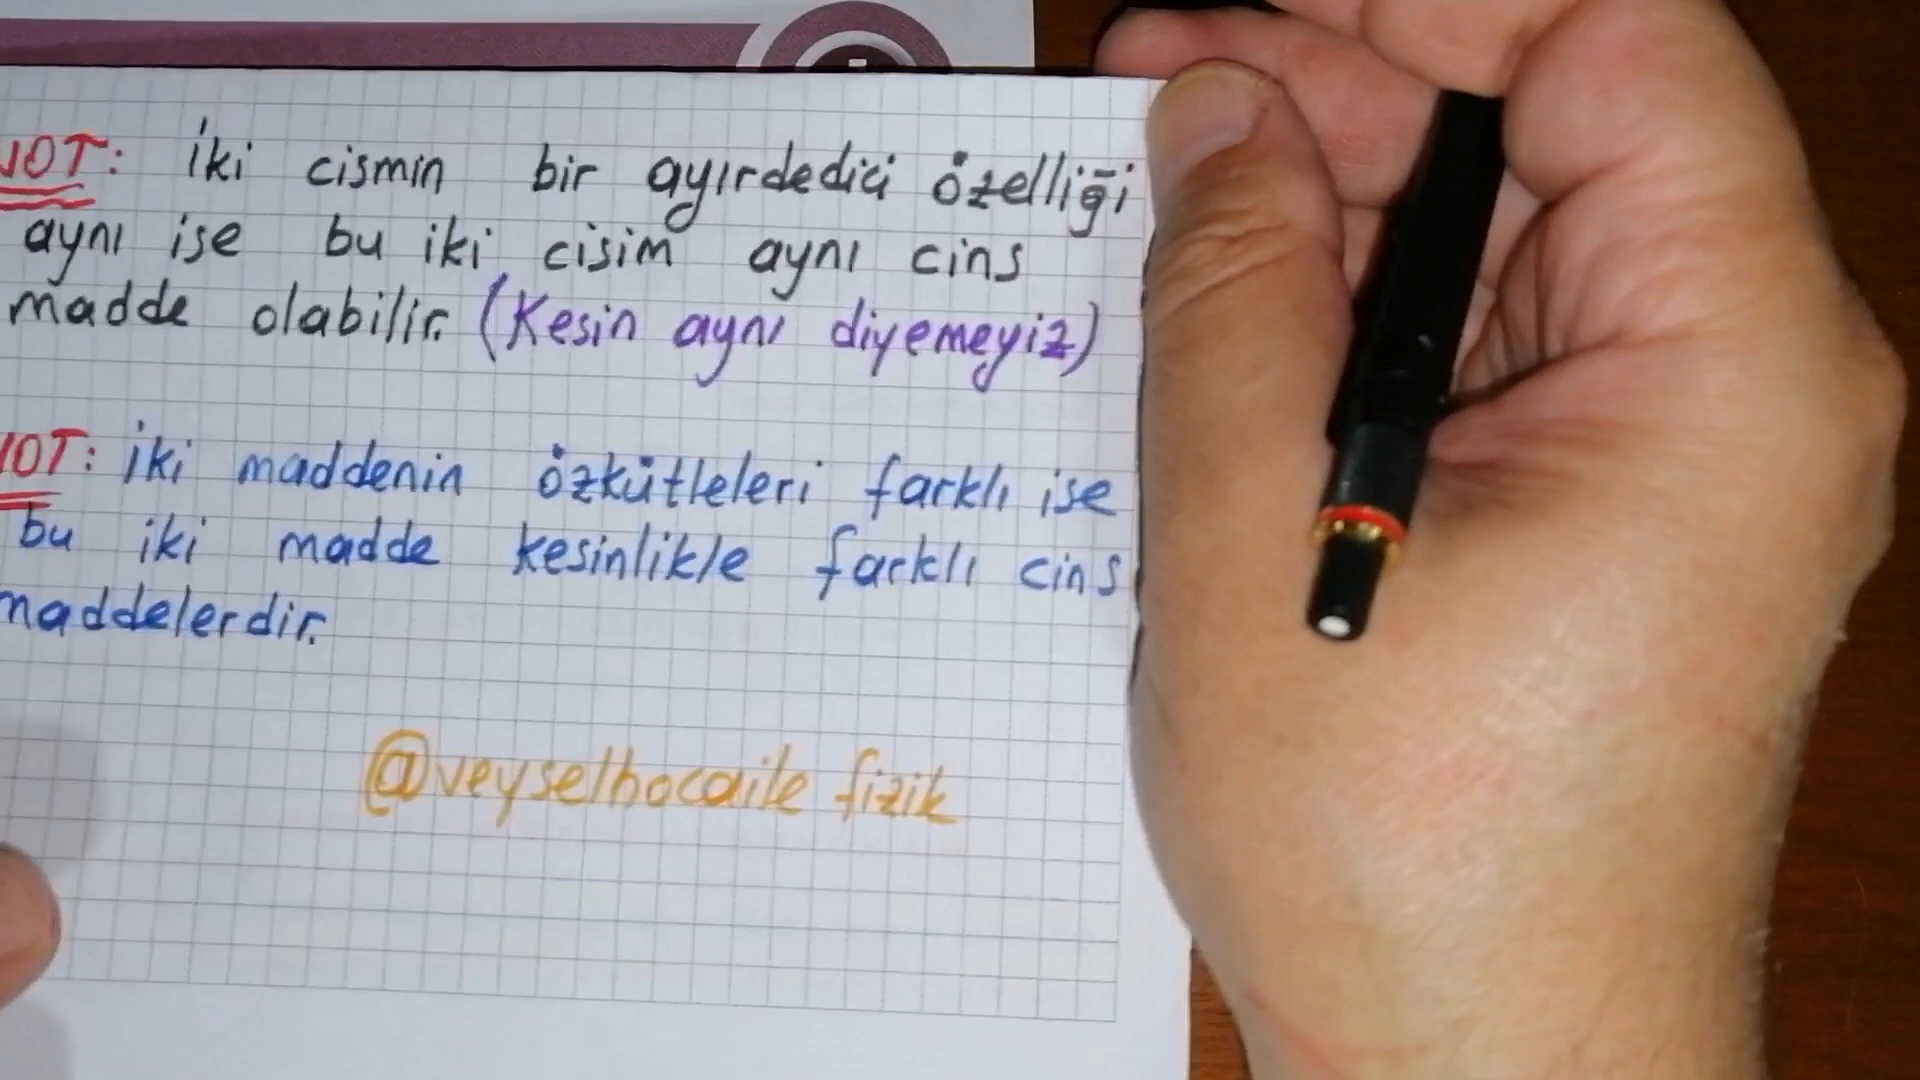 NOT: İki cismin bir ayırdedici özelliği
aynı ise bu iki cisim aynı cins
madde olabilir. (Kesin aynı diyemeyiz)
NOT: İki maddenin özkütleleri farklı ise
bu iki madde kesinlikle farklı cins
maddelerdir.
@veyselhocaile fizik